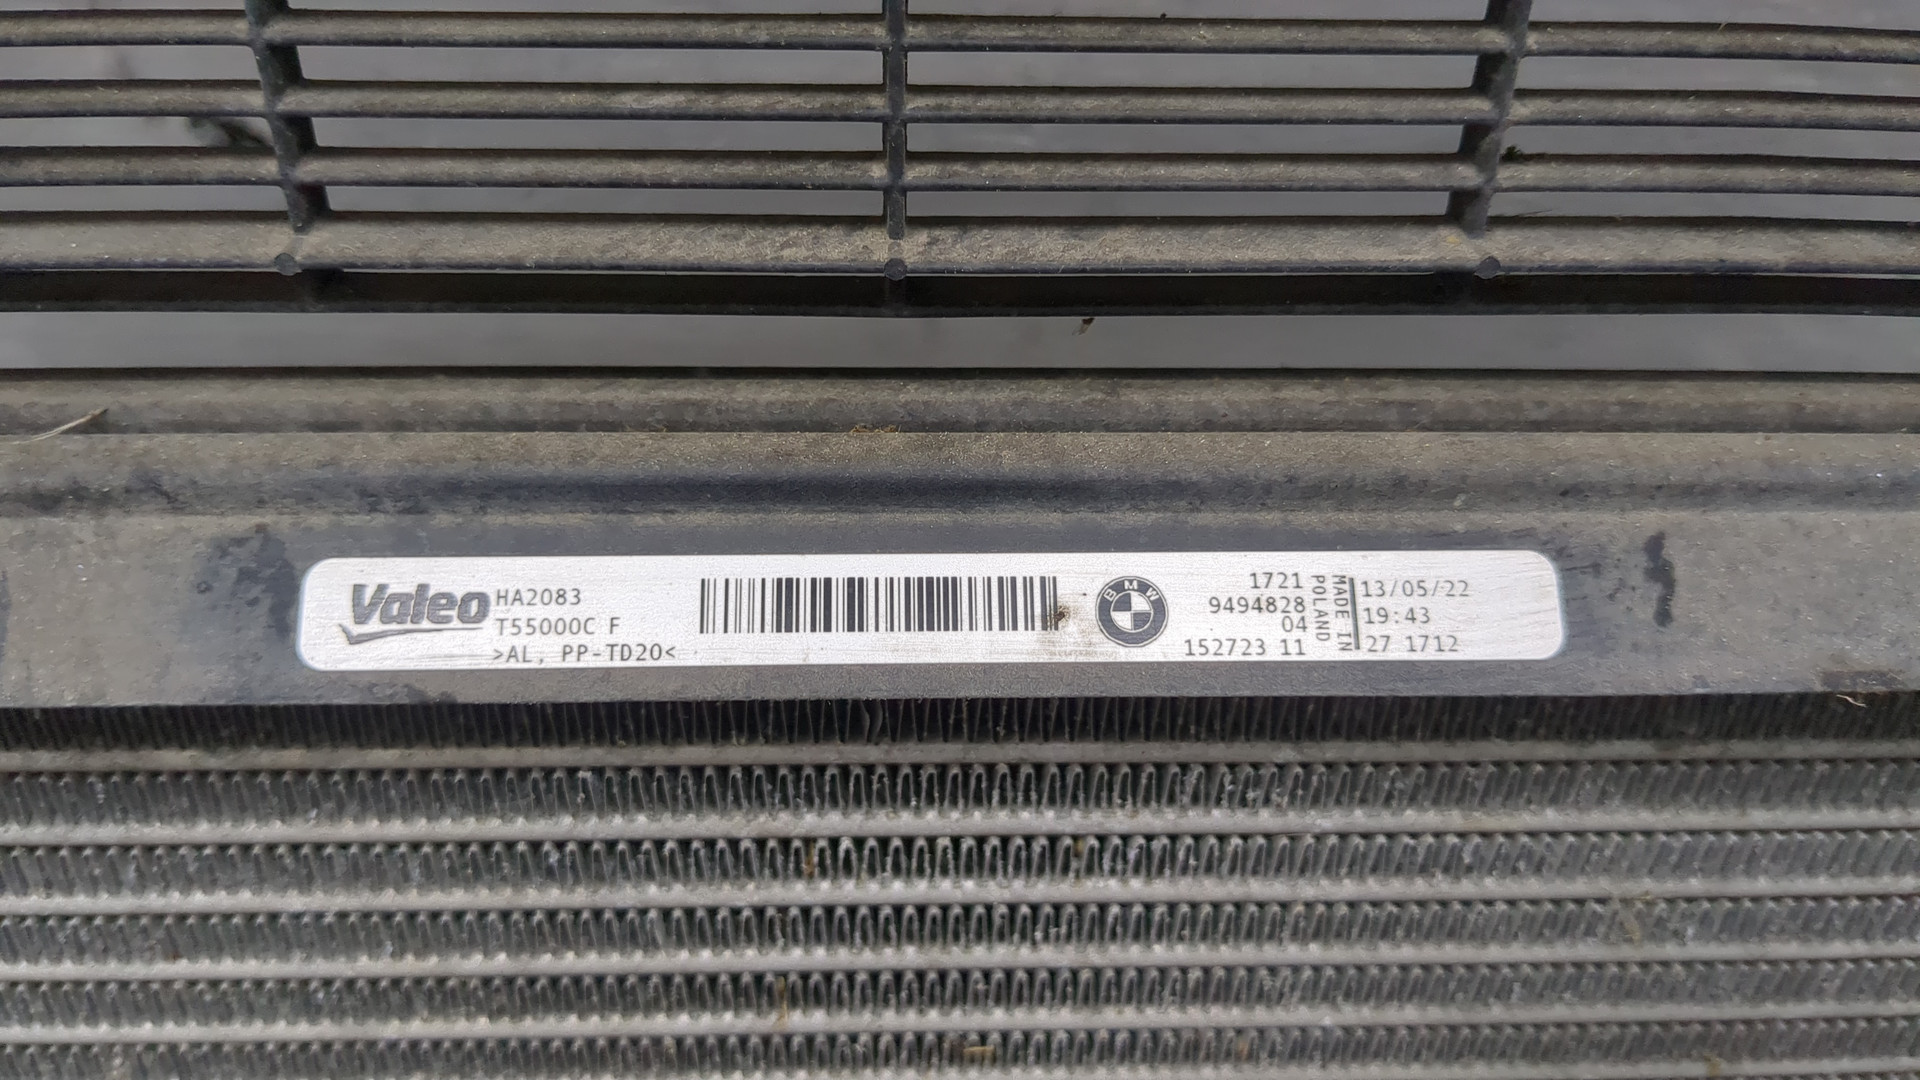 Valeo
HA2083
T55000C F
>AL, PP-TD20<
BMW
1721
9494828
04
152723 11
MADE IN
POLAND
13/05/22
19:43
27 1712